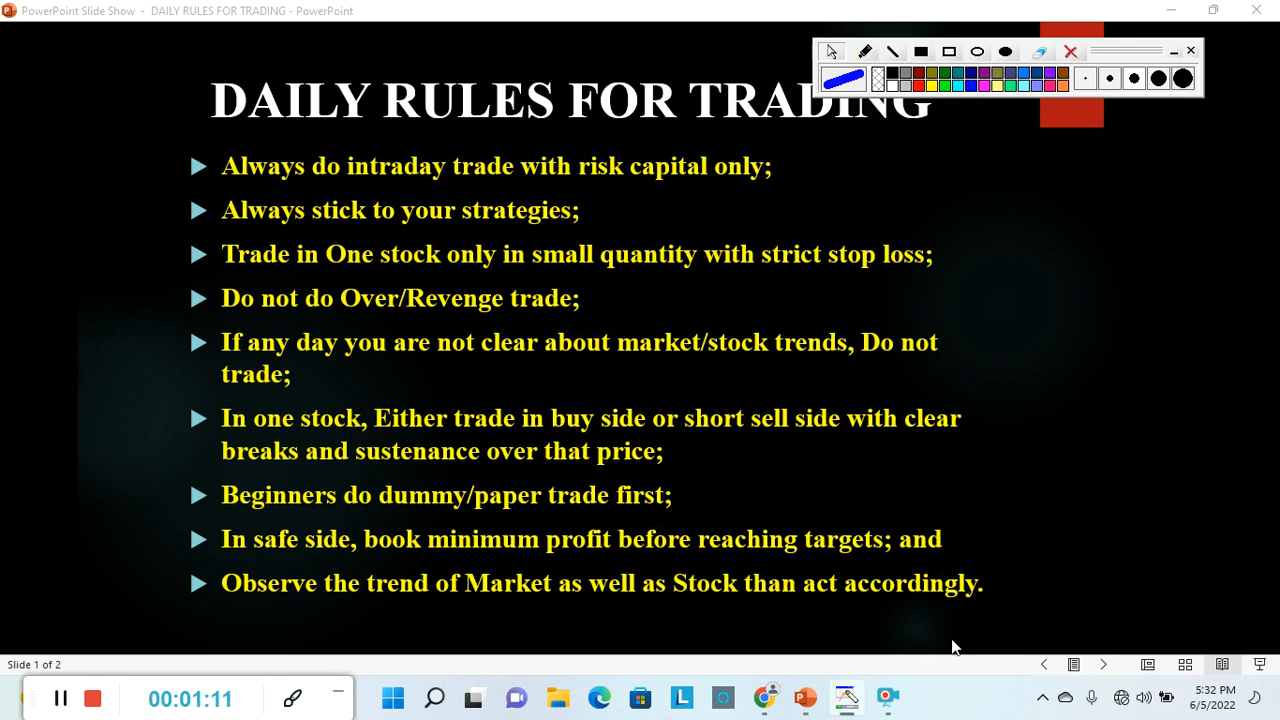 PowerPoint Slide Show - DAILY RULES FOR TRADING - PowerPoint
DAILY RULES FOR TRADING
Always do intraday trade with risk capital only;
Always stick to your strategies;
Trade in One stock only in small quantity with strict stop loss;
Do not do Over/Revenge trade;
If any day you are not clear about market/stock trends, Do not
trade;
In one stock, Either trade in buy side or short sell side with clear
breaks and sustenance over that price;
Beginners do dummy/paper trade first;
In safe side, book minimum profit before reaching targets; and
Observe the trend of Market as well as Stock than act accordingly.
Slide 1 of 2
00:01:11
5:32 PM
6/5/2022